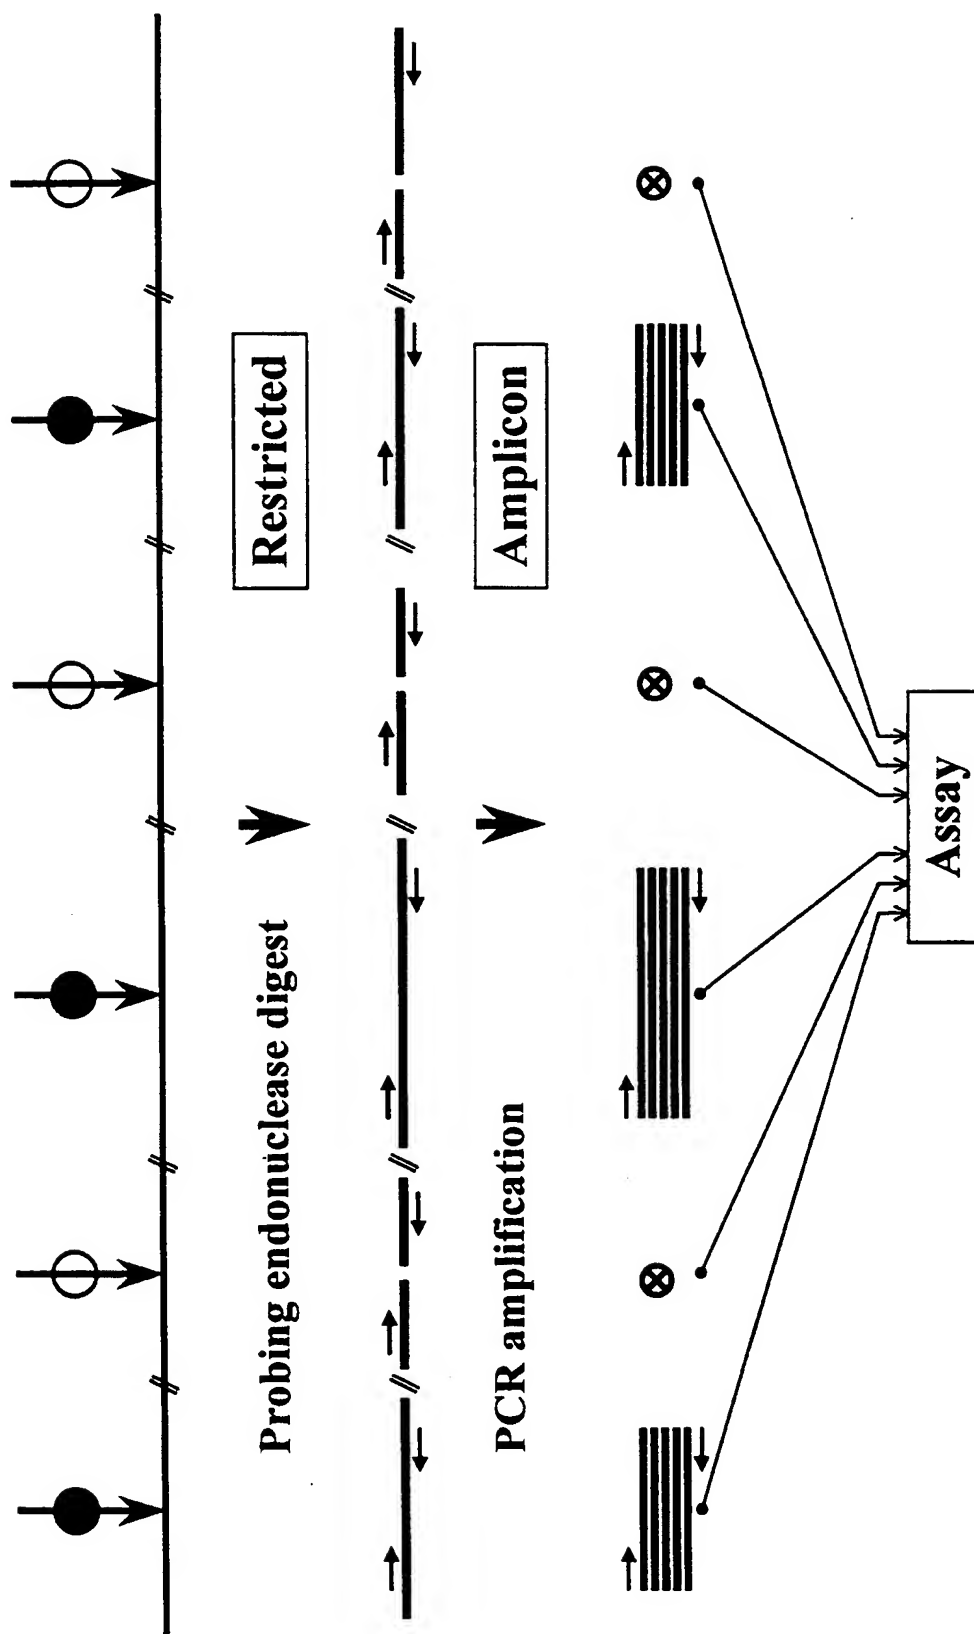 Probing endonuclease digest
Restricted
PCR amplification
Amplicon
Assay